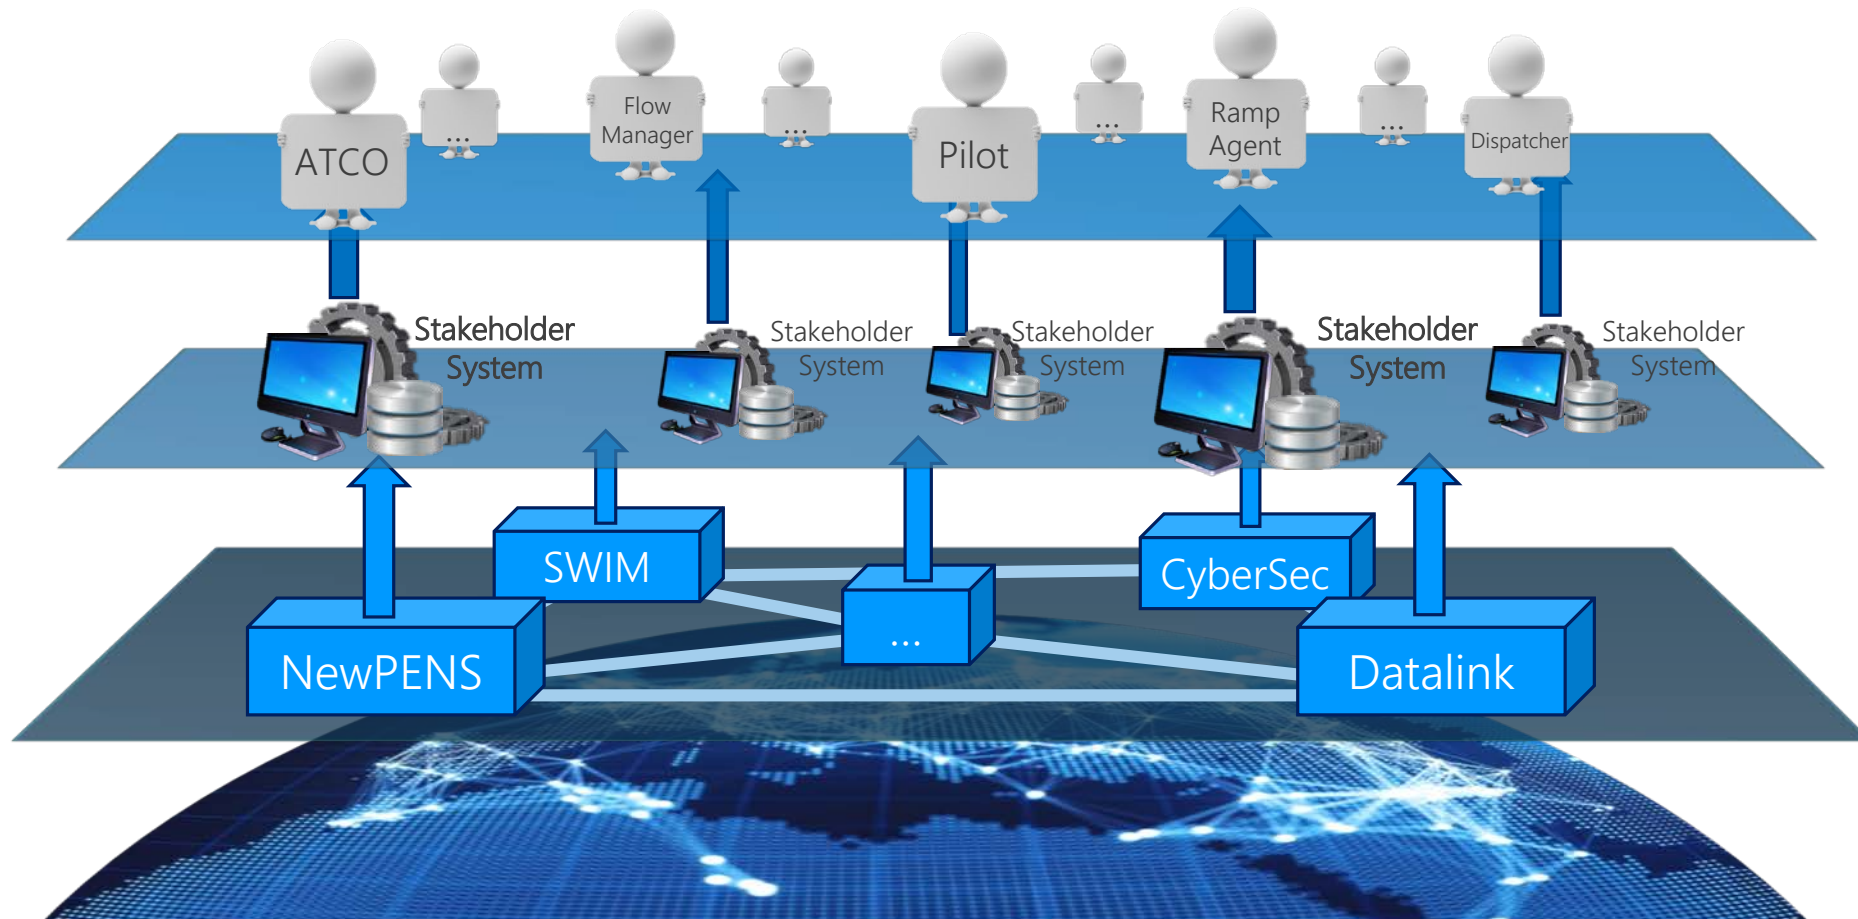 ATCO
...
Flow
Manager
...
Pilot
...
Ramp
Agent
...
Dispatcher
Stakeholder
System
Stakeholder
System
Stakeholder
System
Stakeholder
System
Stakeholder
System
SWIM
CyberSec
...
NewPENS
Datalink